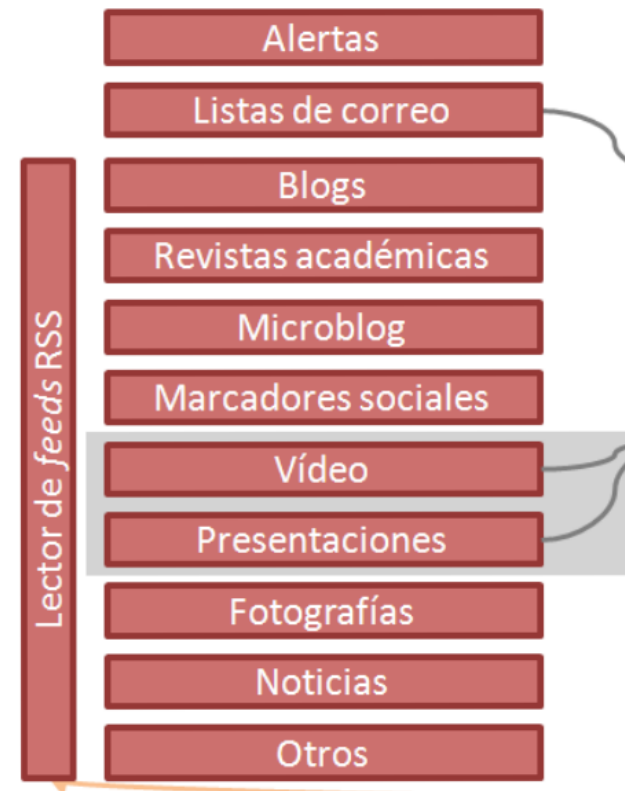 Alertas
Listas de correo
Blogs
Revistas académicas
Microblog
Marcadores sociales
Vídeo
Presentaciones
Fotografías
Noticias
Otros
Lector de feeds RSS